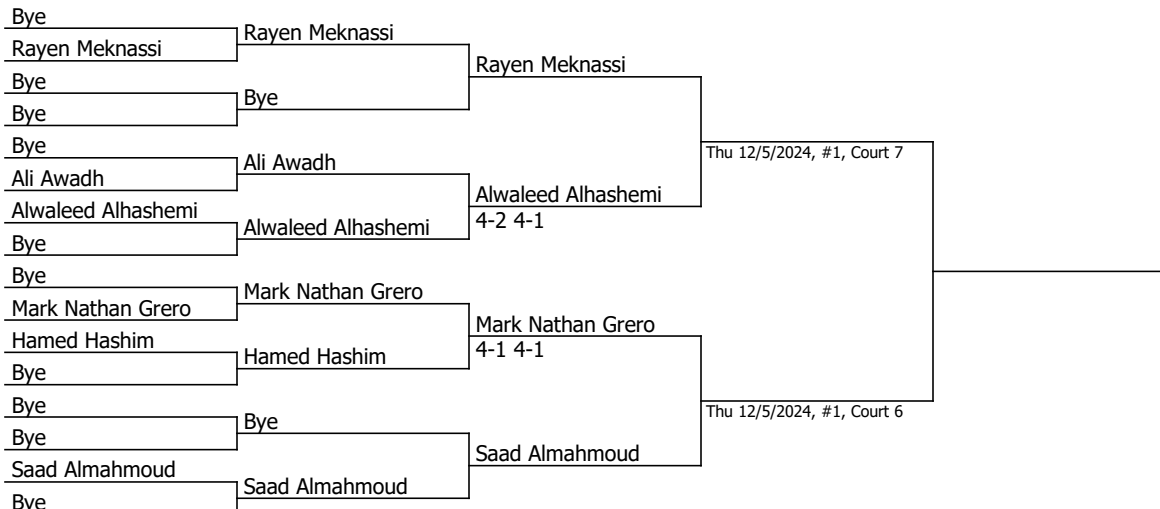 Bye
Rayen Meknassi
Bye
Bye
Bye
Ali Awadh
Alwaleed Alhashemi
Bye
Bye
Mark Nathan Grero
Hamed Hashim
Bye
Bye
Bye
Saad Almahmoud
Bye
Rayen Meknassi
Bye
Ali Awadh
Alwaleed Alhashemi
Mark Nathan Grero
Hamed Hashim
Bye
Saad Almahmoud
Rayen Meknassi
Alwaleed Alhashemi
4-2 4-1
Mark Nathan Grero
4-1 4-1
Saad Almahmoud
Thu 12/5/2024, #1, Court 7
Thu 12/5/2024, #1, Court 6